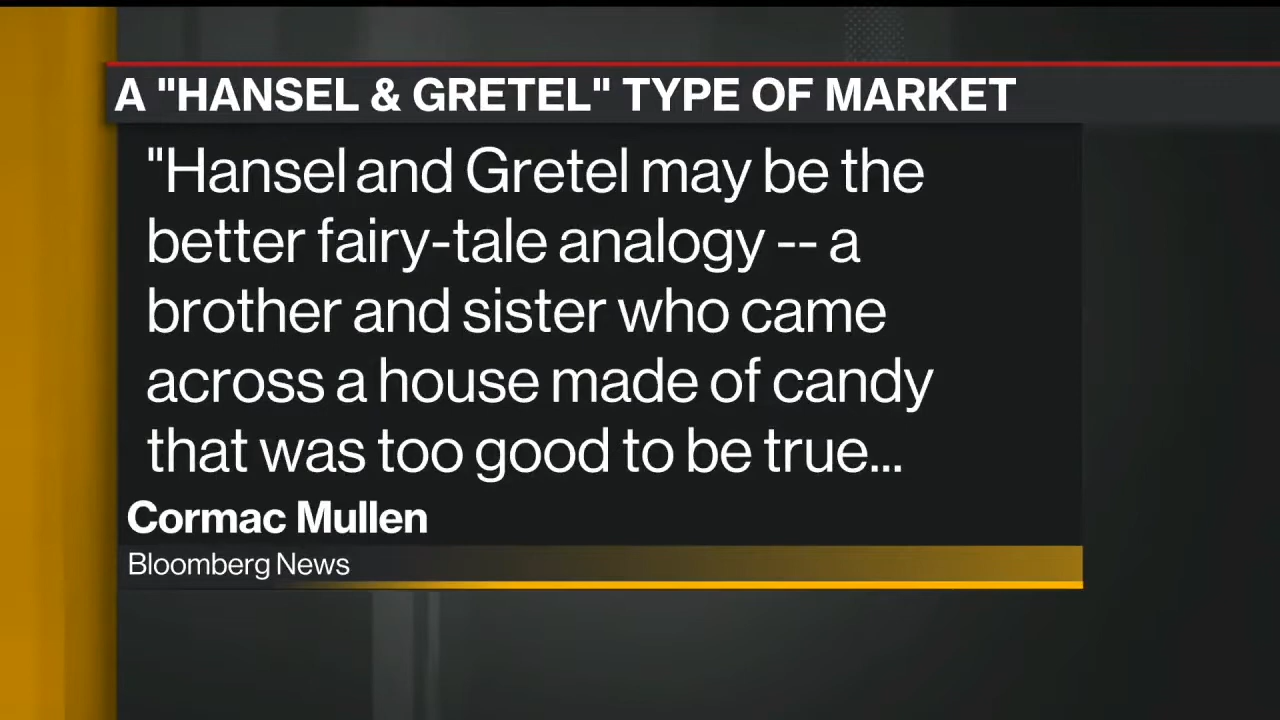 A "HANSEL & GRETEL" TYPE OF MARKET
"Hansel and Gretel may be the
better fairy-tale analogy -- a
brother and sister who came
across a house made of candy
that was too good to be true...
Cormac Mullen
Bloomberg News